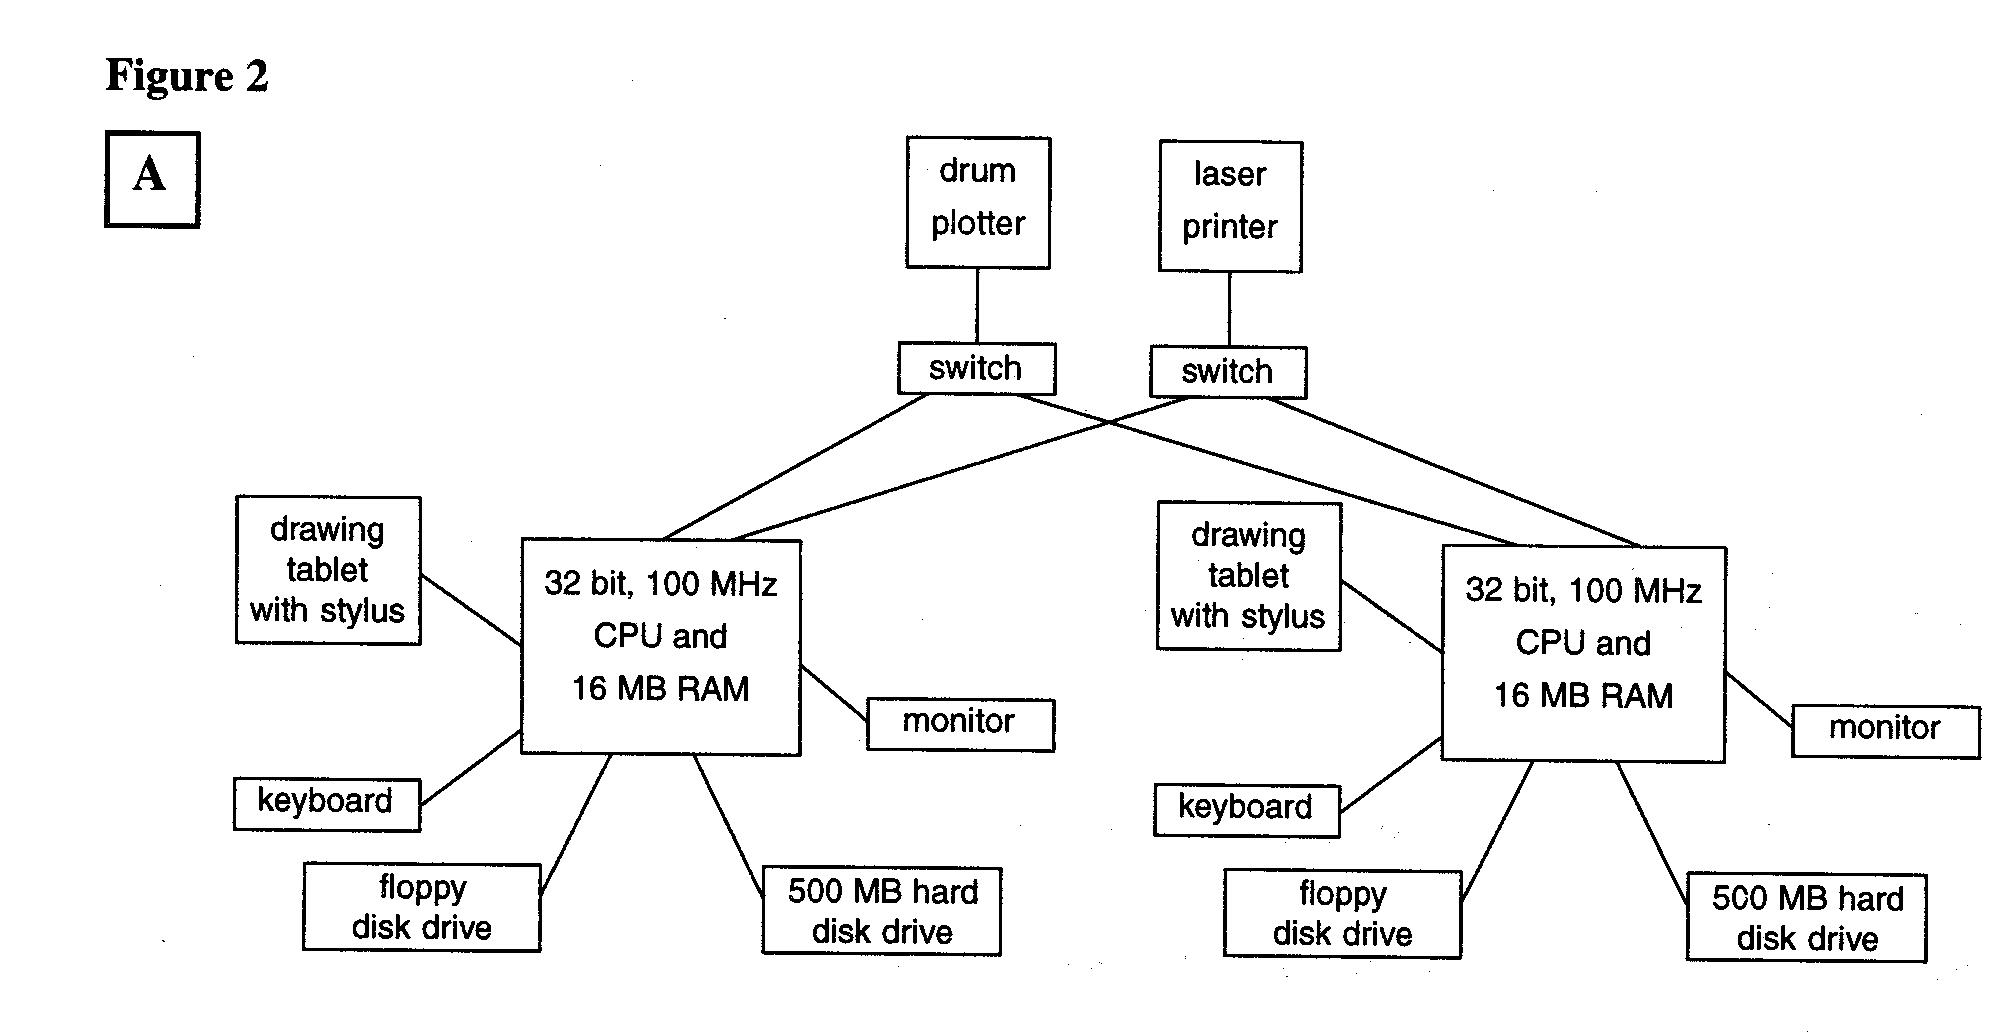 Figure 2
A
drum
plotter
laser
printer
switch
switch
drawing
tablet
with stylus
32 bit, 100 MHz
CPU and
16 MB RAM
monitor
keyboard
floppy
disk drive
500 MB hard
disk drive
drawing
tablet
with stylus
32 bit, 100 MHz
CPU and
16 MB RAM
monitor
keyboard
floppy
disk drive
500 MB hard
disk drive